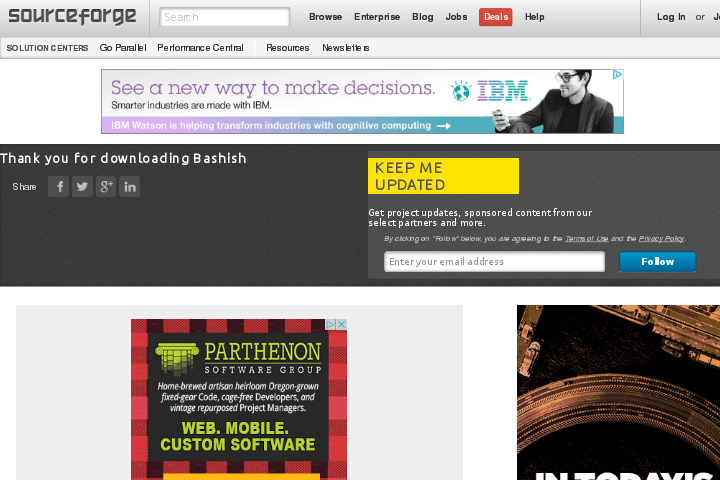 sourceforge
Search
Browse Enterprise Blog Jobs Deals Help
Log In or
SOLUTION CENTERS Go Parallel Performance Central Resources Newsletters
See a new way to make decisions.
Smarter industries are made with IBM.
IBM
IBM Watson is helping transform industries with cognitive computing
Thank you for downloading Bashish
Share
KEEP ME
UPDATED
Get project updates, sponsored content from our
select partners and more.
By clicking on "Follow" below, you are agreeing to the Terms of Use and the Privacy Policy.
Enter your email address
Follow
PARTHENON
SOFTWARE GROUP
Home-brewed artisan heirloom Oregon-grown
fixed-gear Code, cage-free Developers, and
vintage repurposed Project Managers.
WEB. MOBILE.
CUSTOM SOFTWARE
IN TODAY'S